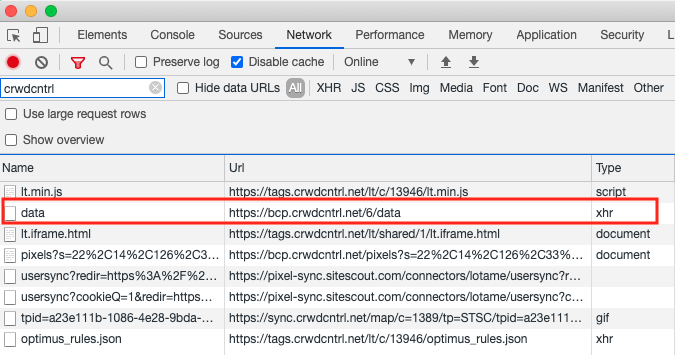 Elements Console Sources Network Performance Memory Application Security L
Preserve log Disable cache Online
crwdcntrl Hide data URLs All XHR JS CSS Img Media Font Doc WS Manifest Other
Use large request rows
Show overview
Name Url Type
lt.min.js https://tags.crwdcntrl.net/lt/c/13946/lt.min.js script
data https://bcp.crwdcntrl.net/6/data xhr
lt.iframe.html https://tags.crwdcntrl.net/lt/shared/1/lt.iframe.html document
pixels?s=22%2C14%2C126%2C3... https://bcp.crwdcntrl.net/pixels?s=22%2C14%2C126%2C33%... document
usersync?redir=https%3A%2F%2... https://pixel-sync.sitescout.com/connectors/lotame/usersync?r...
usersync?cookieQ=1&redir=https... https://pixel-sync.sitescout.com/connectors/lotame/usersync?c...
tpid=a23e111b-1086-4e28-9bda-... https://sync.crwdcntrl.net/map/c=1389/tp=STSC/tpid=a23e111... gif
optimus_rules.json https://tags.crwdcntrl.net/lt/c/13946/optimus_rules.json xhr